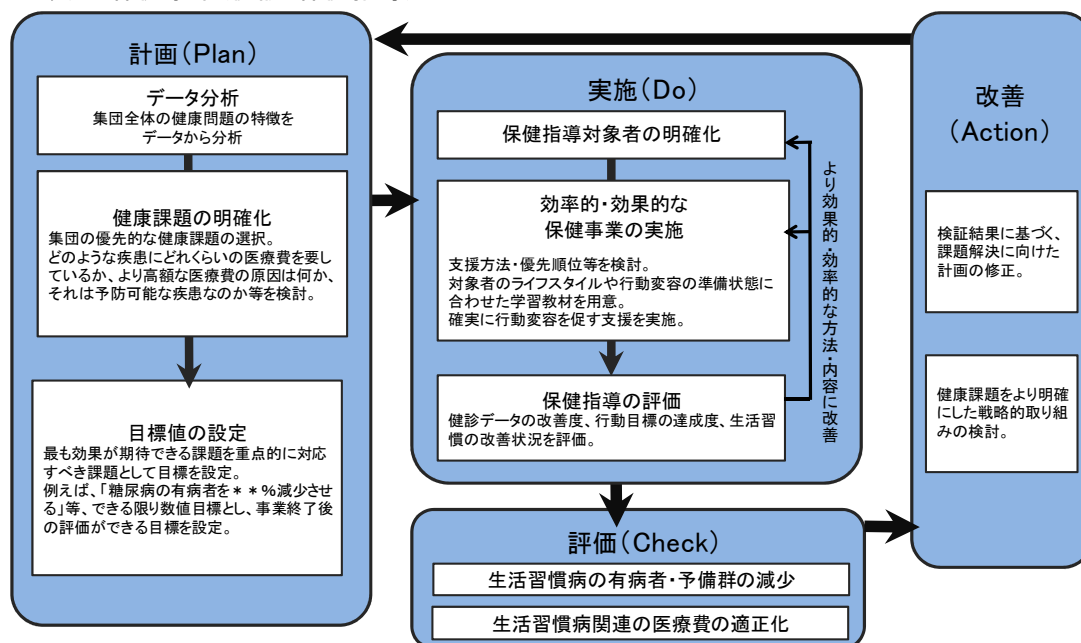 計画(Plan)
データ分析
集団全体の健康問題の特徴を
データから分析
健康課題の明確化
集団の優先的な健康課題の選択。
どのような疾患にどれくらいの医療費を要し
ているか、より高額な医療費の原因は何か、
それは予防可能な疾患なのか等を検討。
目標値の設定
最も効果が期待できる課題を重点的に対応
すべき課題として目標を設定。
例えば、「糖尿病の有病者を**%減少させ
る」等、できる限り数値目標とし、事業終了後
の評価ができる目標を設定。
実施(Do)
保健指導対象者の明確化
効率的・効果的な
保健事業の実施
支援方法・優先順位等を検討。
対象者のライフスタイルや行動変容の準備状態に
合わせた学習教材を用意。
確実に行動変容を促す支援を実施。
保健指導の評価
健診データの改善度、行動目標の達成度、生活習
慣の改善状況を評価。
より効果的・効率的な方法・内容に改善
評価(Check)
生活習慣病の有病者・予備群の減少
生活習慣病関連の医療費の適正化
改善
(Action)
検証結果に基づく、
課題解決に向けた
計画の修正。
健康課題をより明確
にした戦略的取り組
みの検討。